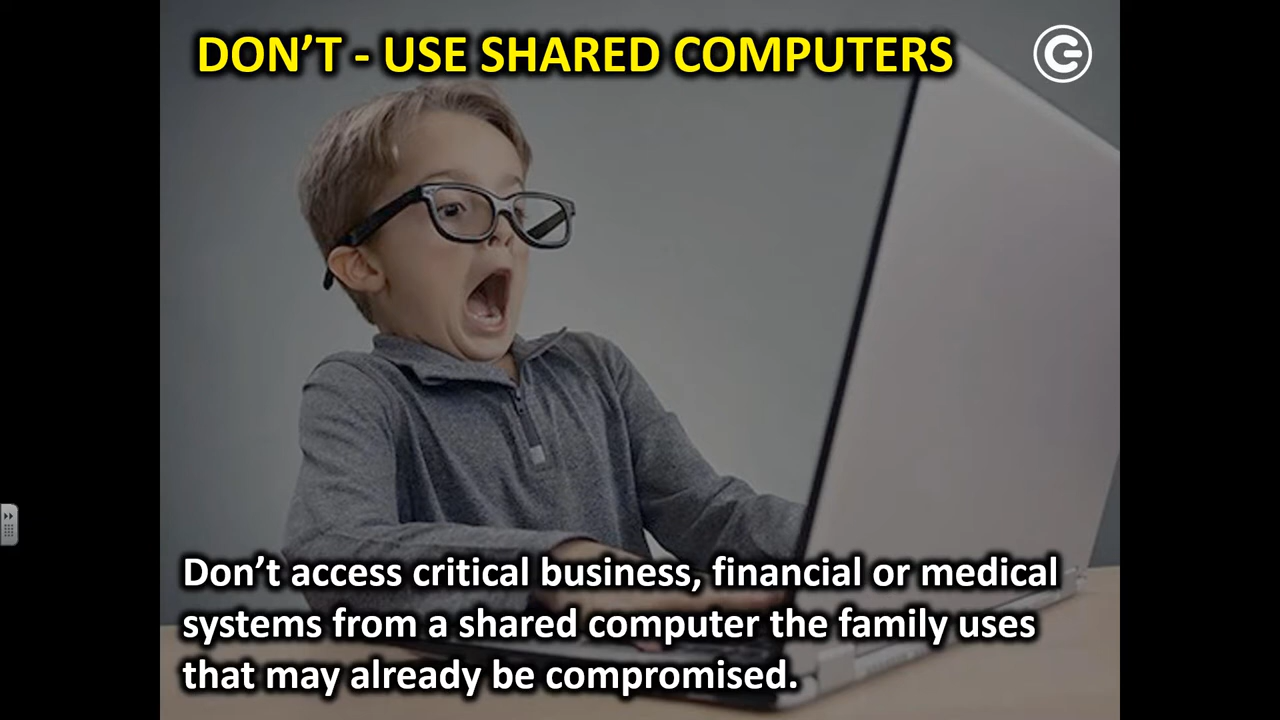 DON’T - USE SHARED COMPUTERS
Don’t access critical business, financial or medical
systems from a shared computer the family uses
that may already be compromised.